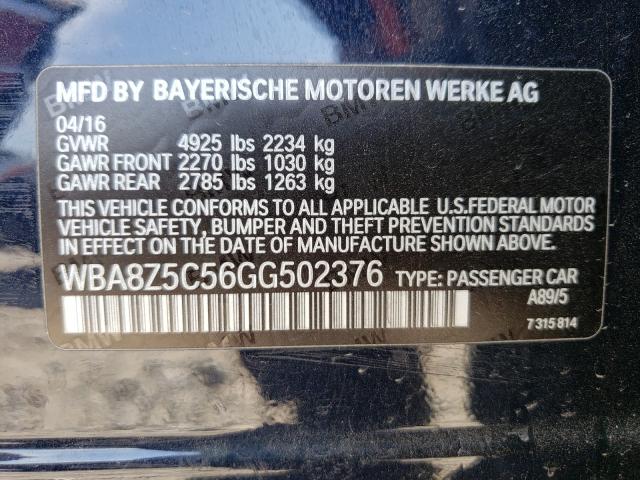 MFD BY BAYERISCHE MOTOREN WERKE AG
04/16
GVWR 4925 lbs 2234 kg
GAWR FRONT 2270 lbs 1030 kg
GAWR REAR 2785 lbs 1263 kg
THIS VEHICLE CONFORMS TO ALL APPLICABLE U.S.FEDERAL MOTOR
VEHICLE SAFETY, BUMPER AND THEFT PREVENTION STANDARDS
IN EFFECT ON THE DATE OF MANUFACTURE SHOWN ABOVE.
WBA8Z5C56GG502376 TYPE: PASSENGER CAR
A89/5
7 315 814